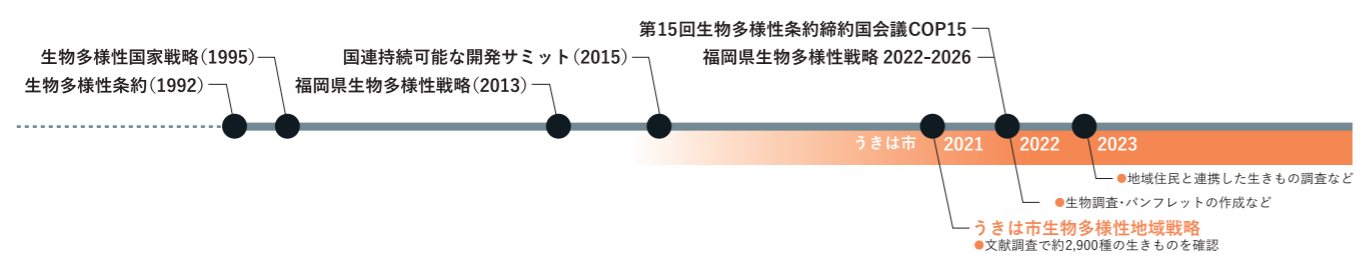 第15回生物多様性条約締約国会議COP15
生物多様性国家戦略（1995）
国連持続可能な開発サミット（2015）
福岡県生物多様性戦略 2022-2026
生物多様性条約（1992）
福岡県生物多様性戦略（2013）
うきは市
2021
2022
2023
●地域住民と連携した生きもの調査など
●生物調査・パンフレットの作成など
うきは市生物多様性地域戦略
●文献調査で約2,900種の生きものを確認